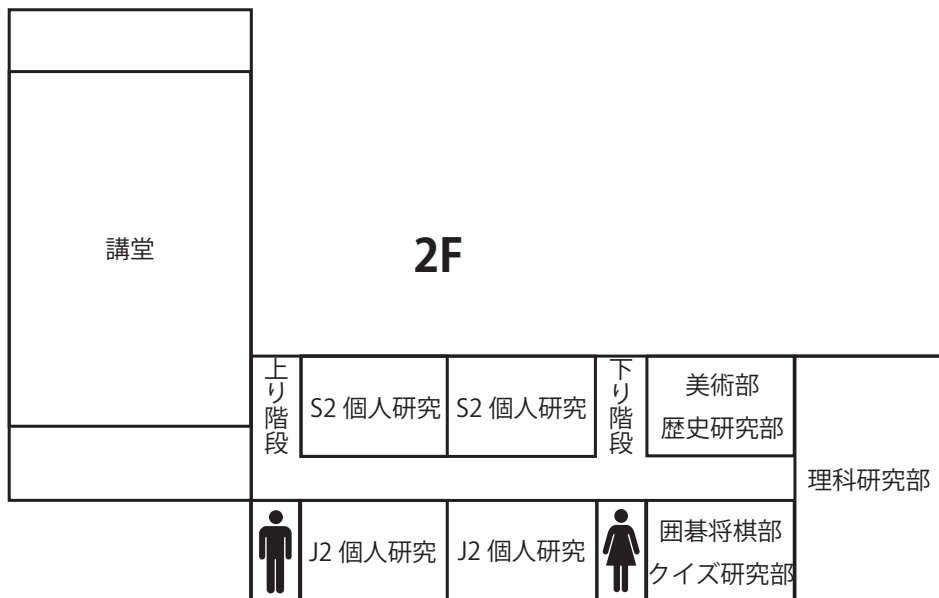 講堂
2F
上り階段
S2 個人研究
S2 個人研究
下り階段
美術部
歴史研究部
理科研究部
J2 個人研究
J2 個人研究
囲碁将棋部
クイズ研究部